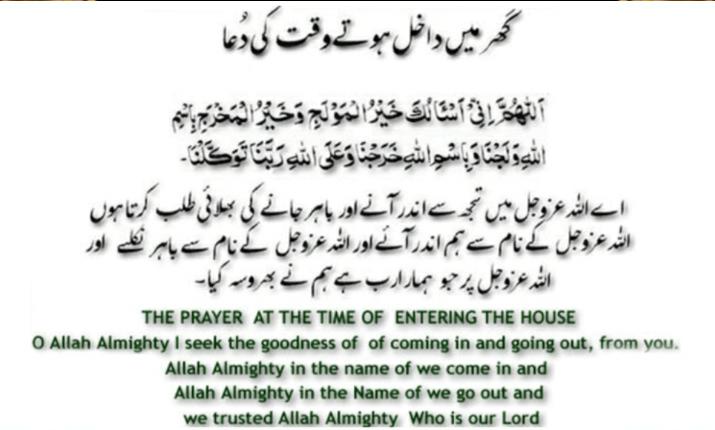 گھر میں داخل ہوتے وقت کی دُعا
اَللّٰھُمَّ اِنِّیْ اَسْئَالُکَ خَیْرُالْمَوْلَجِ وَخَیْرُالْمَخْرَجِ بِاسْمِ
اللّٰہِ وَلَجْنَا وَبِاسْمِ اللّٰہِ خَرَجْنَا وَعَلَی اللّٰہِ رَبَّنَا تَوَکَّلْنَا۔
اے اللہ عزوجل میں تجھ سے اندر آنے اور باہر جانے کی بھلائی طلب کرتا ہوں
اللہ عزوجل کے نام سے ہم اندر آئے اور اللہ عزوجل کے نام سے باہر نکلے اور
اللہ عزوجل پر جو ہمارا رب ہے ہم نے بھروسہ کیا۔
THE PRAYER AT THE TIME OF ENTERING THE HOUSE
O Allah Almighty I seek the goodness of of coming in and going out, from you.
Allah Almighty in the name of we come in and
Allah Almighty in the Name of we go out and
we trusted Allah Almighty Who is our Lord